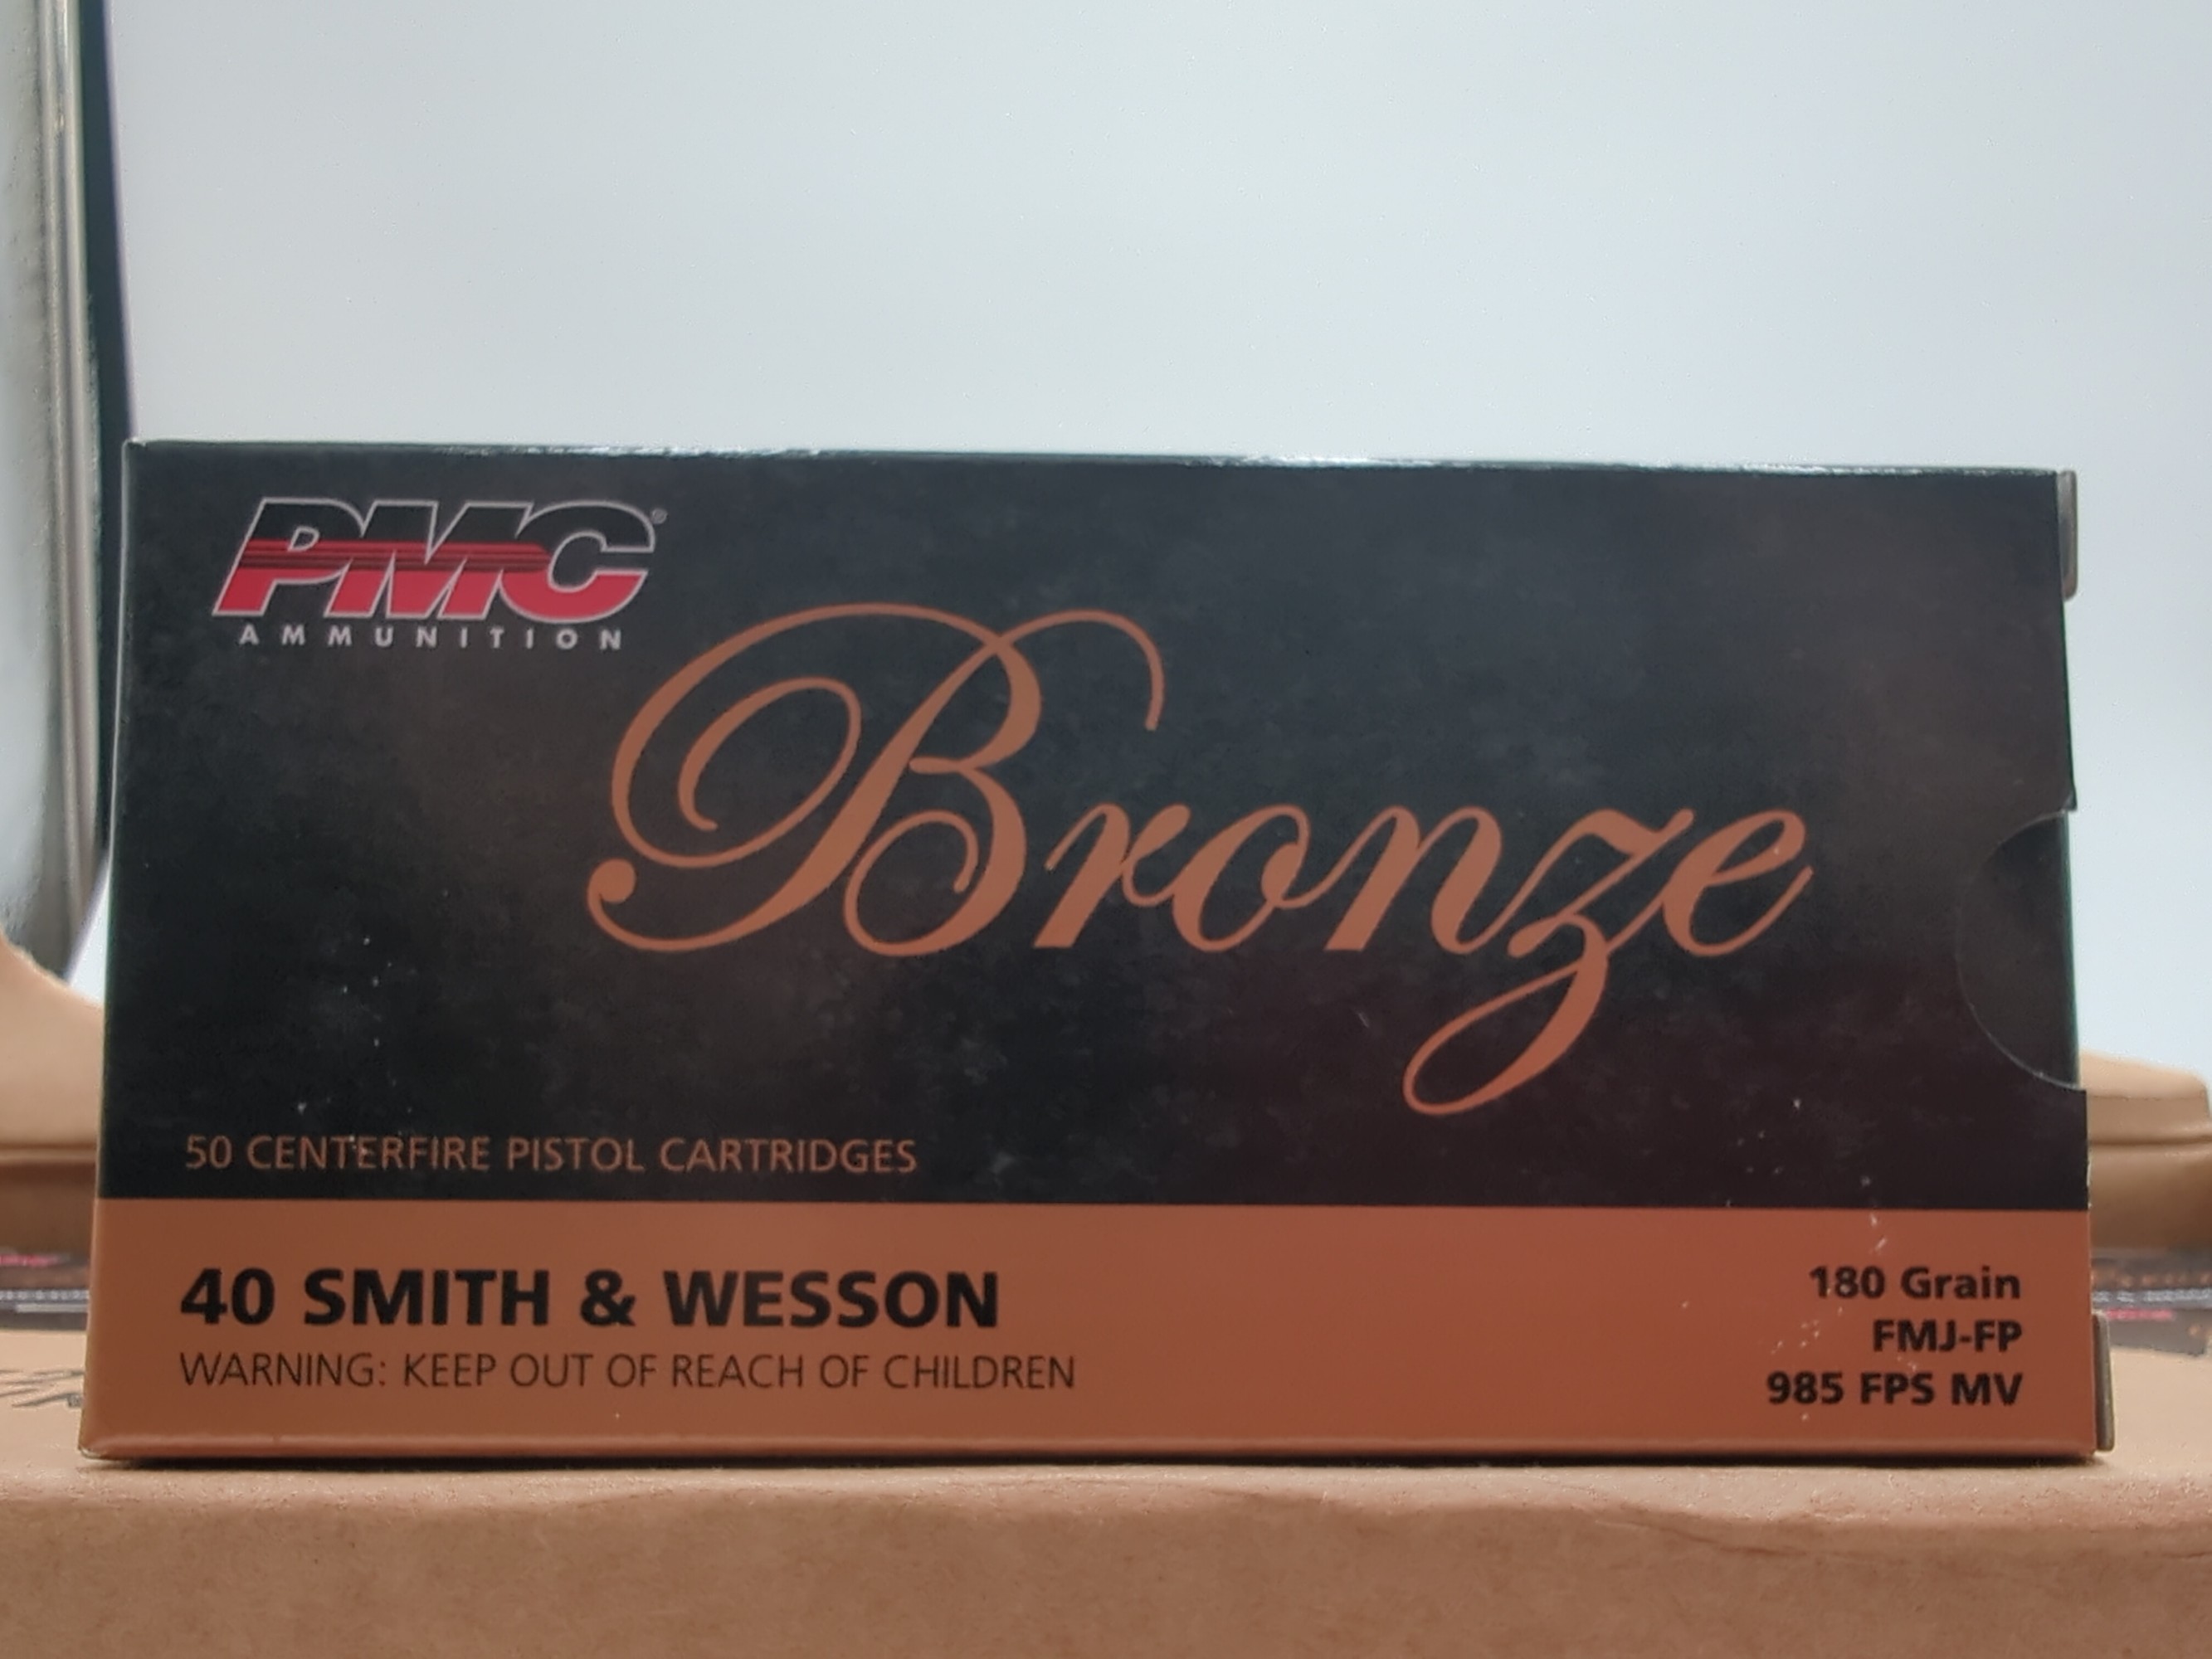 PMC®
AMMUNITION
Bronze
50 CENTERFIRE PISTOL CARTRIDGES
40 SMITH & WESSON
WARNING: KEEP OUT OF REACH OF CHILDREN
180 Grain
FMJ-FP
985 FPS MV